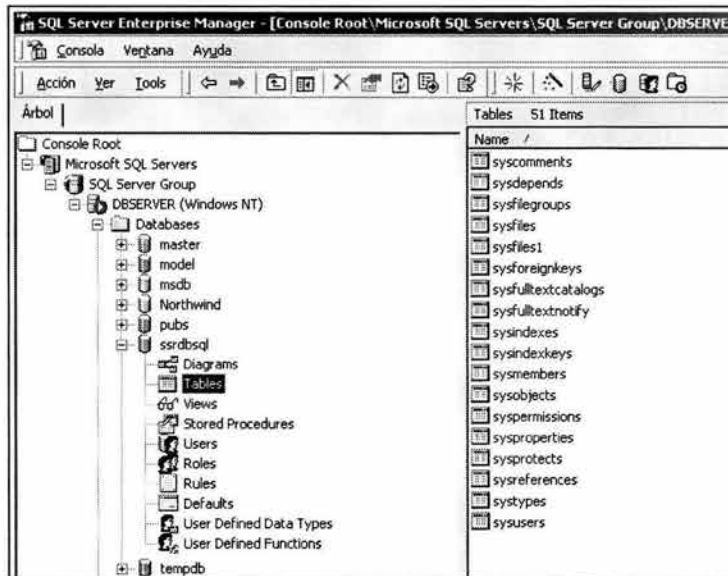 SQL Server Enterprise Manager - [Console Root\Microsoft SQL Servers\SQL Server Group\DBSERVE
Consola Ventana Ayuda
Acción Ver Tools
Árbol
Console Root
Microsoft SQL Servers
SQL Server Group
DBSERVER (Windows NT)
Databases
master
model
msdb
Northwind
pubs
ssrdbsql
Diagrams
Tables
Views
Stored Procedures
Users
Roles
Rules
Defaults
User Defined Data Types
User Defined Functions
tempdb
Tables 51 Items
Name /
syscomments
sysdepends
sysfilegroups
sysfiles
sysfiles1
sysforeignkeys
sysfulltextcatalogs
sysfulltextnotify
sysindexes
sysindexkeys
sysmembers
sysobjects
syspermissions
sysproperties
sysprotects
sysreferences
systypes
sysusers